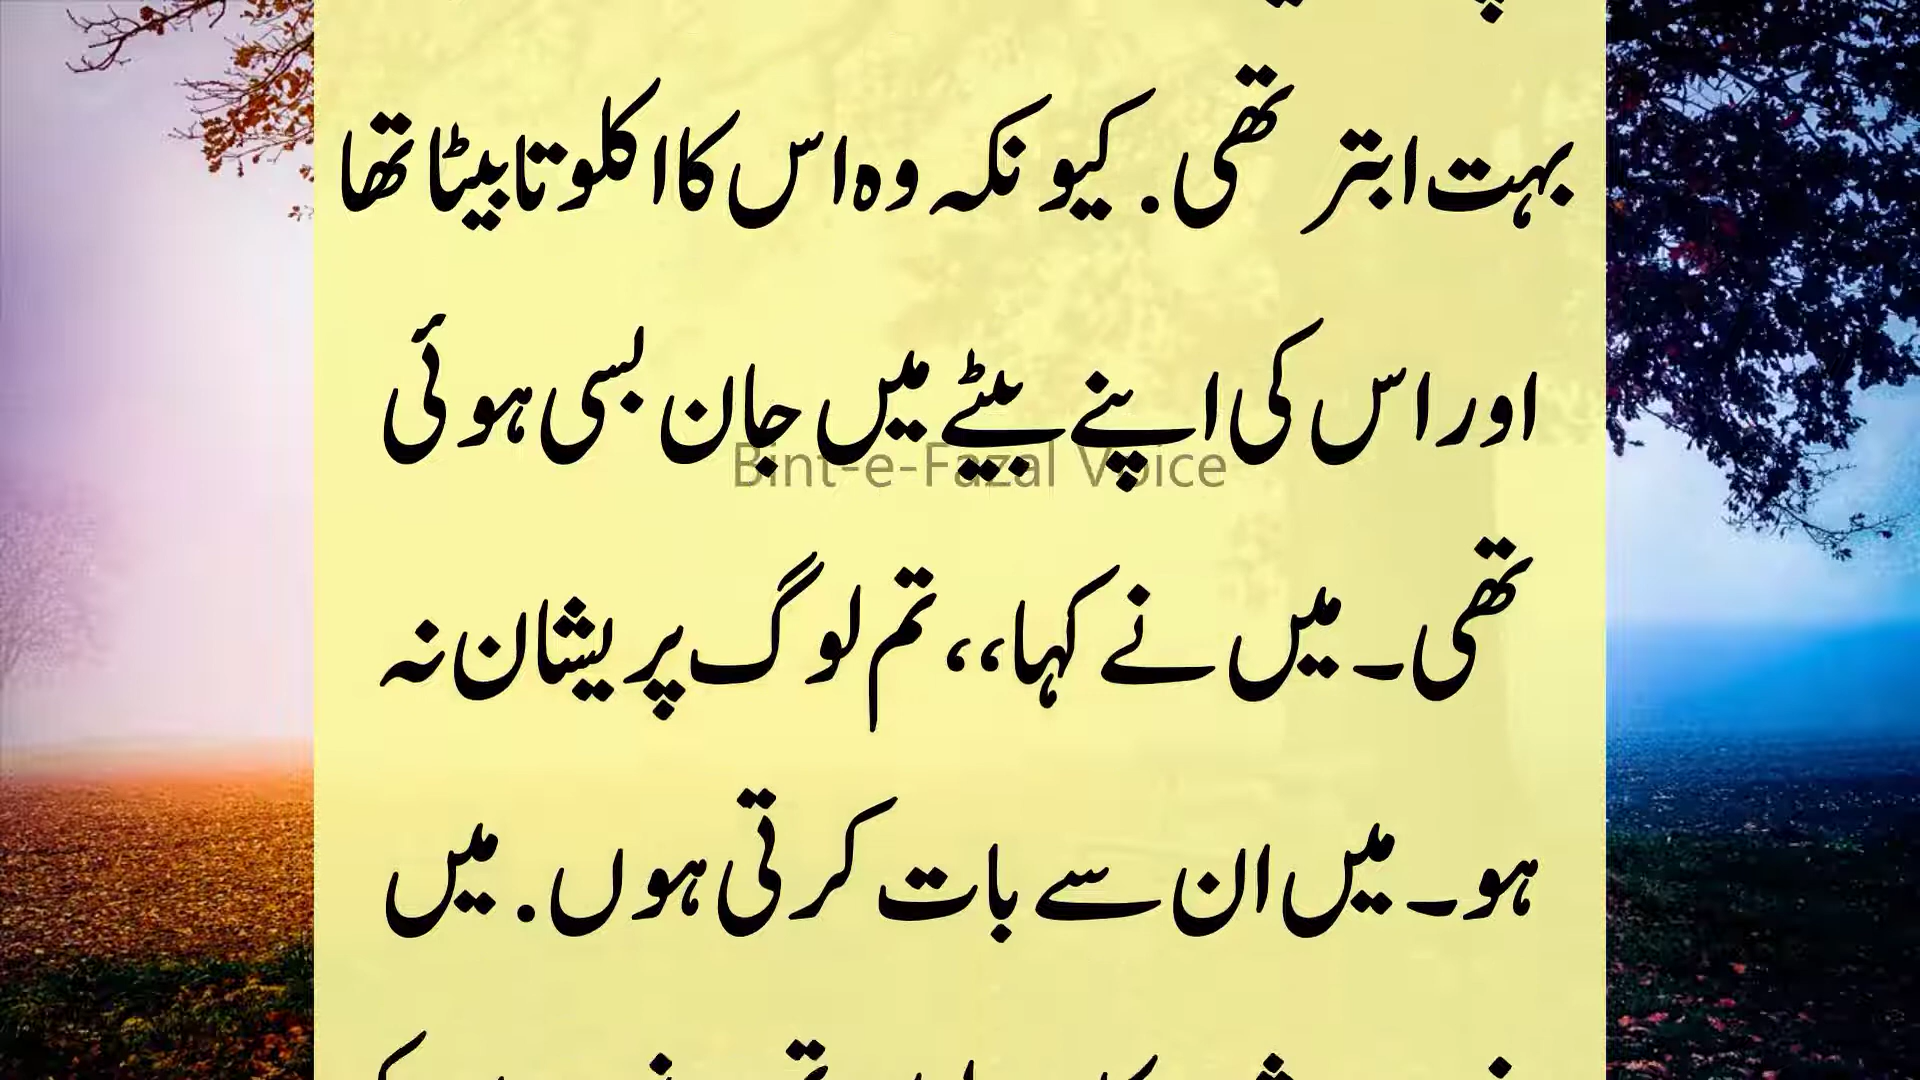 بہت ابتر تھی. کیونکہ وہ اس کا اکلوتا بیٹا تھا
اور اس کی اپنے بیٹے میں جان بسی ہوئی
Bint-e-Fazal Voice
تھی۔ میں نے کہا،، تم لوگ پریشان نہ
ہو۔ میں ان سے بات کرتی ہوں. میں